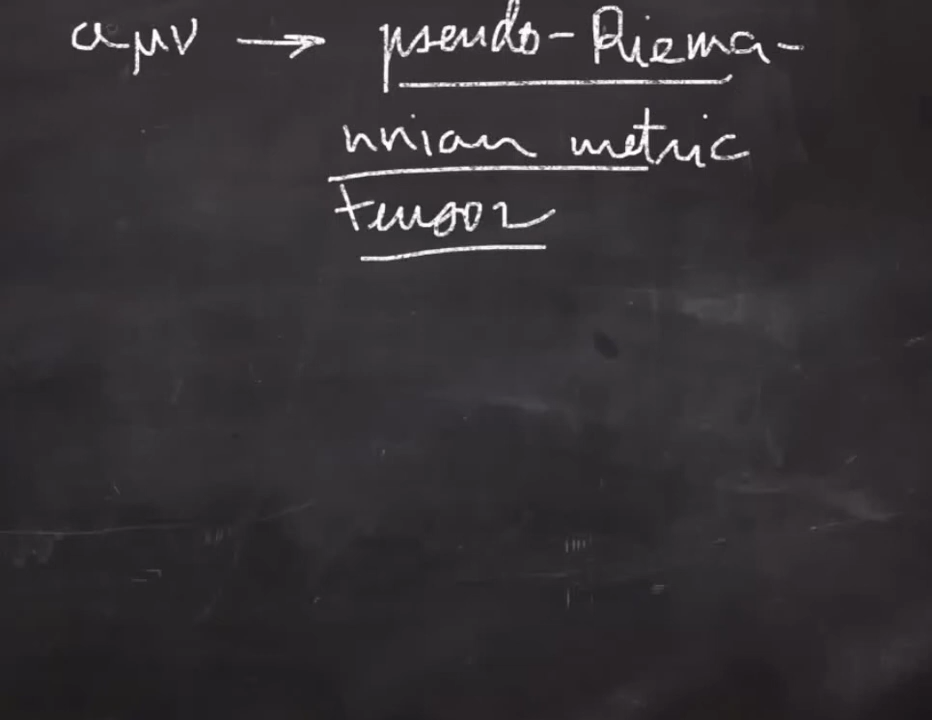 aμν → pseudo-Riema-
nnian metric
tensor